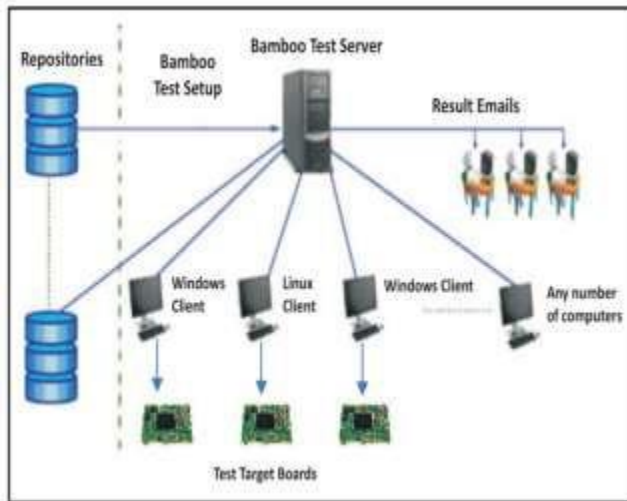 Bamboo Test Server
Repositories
Bamboo
Test Setup
Result Emails
Windows
Client
Linux
Client
Windows Client
Any number
of computers
Test Target Boards